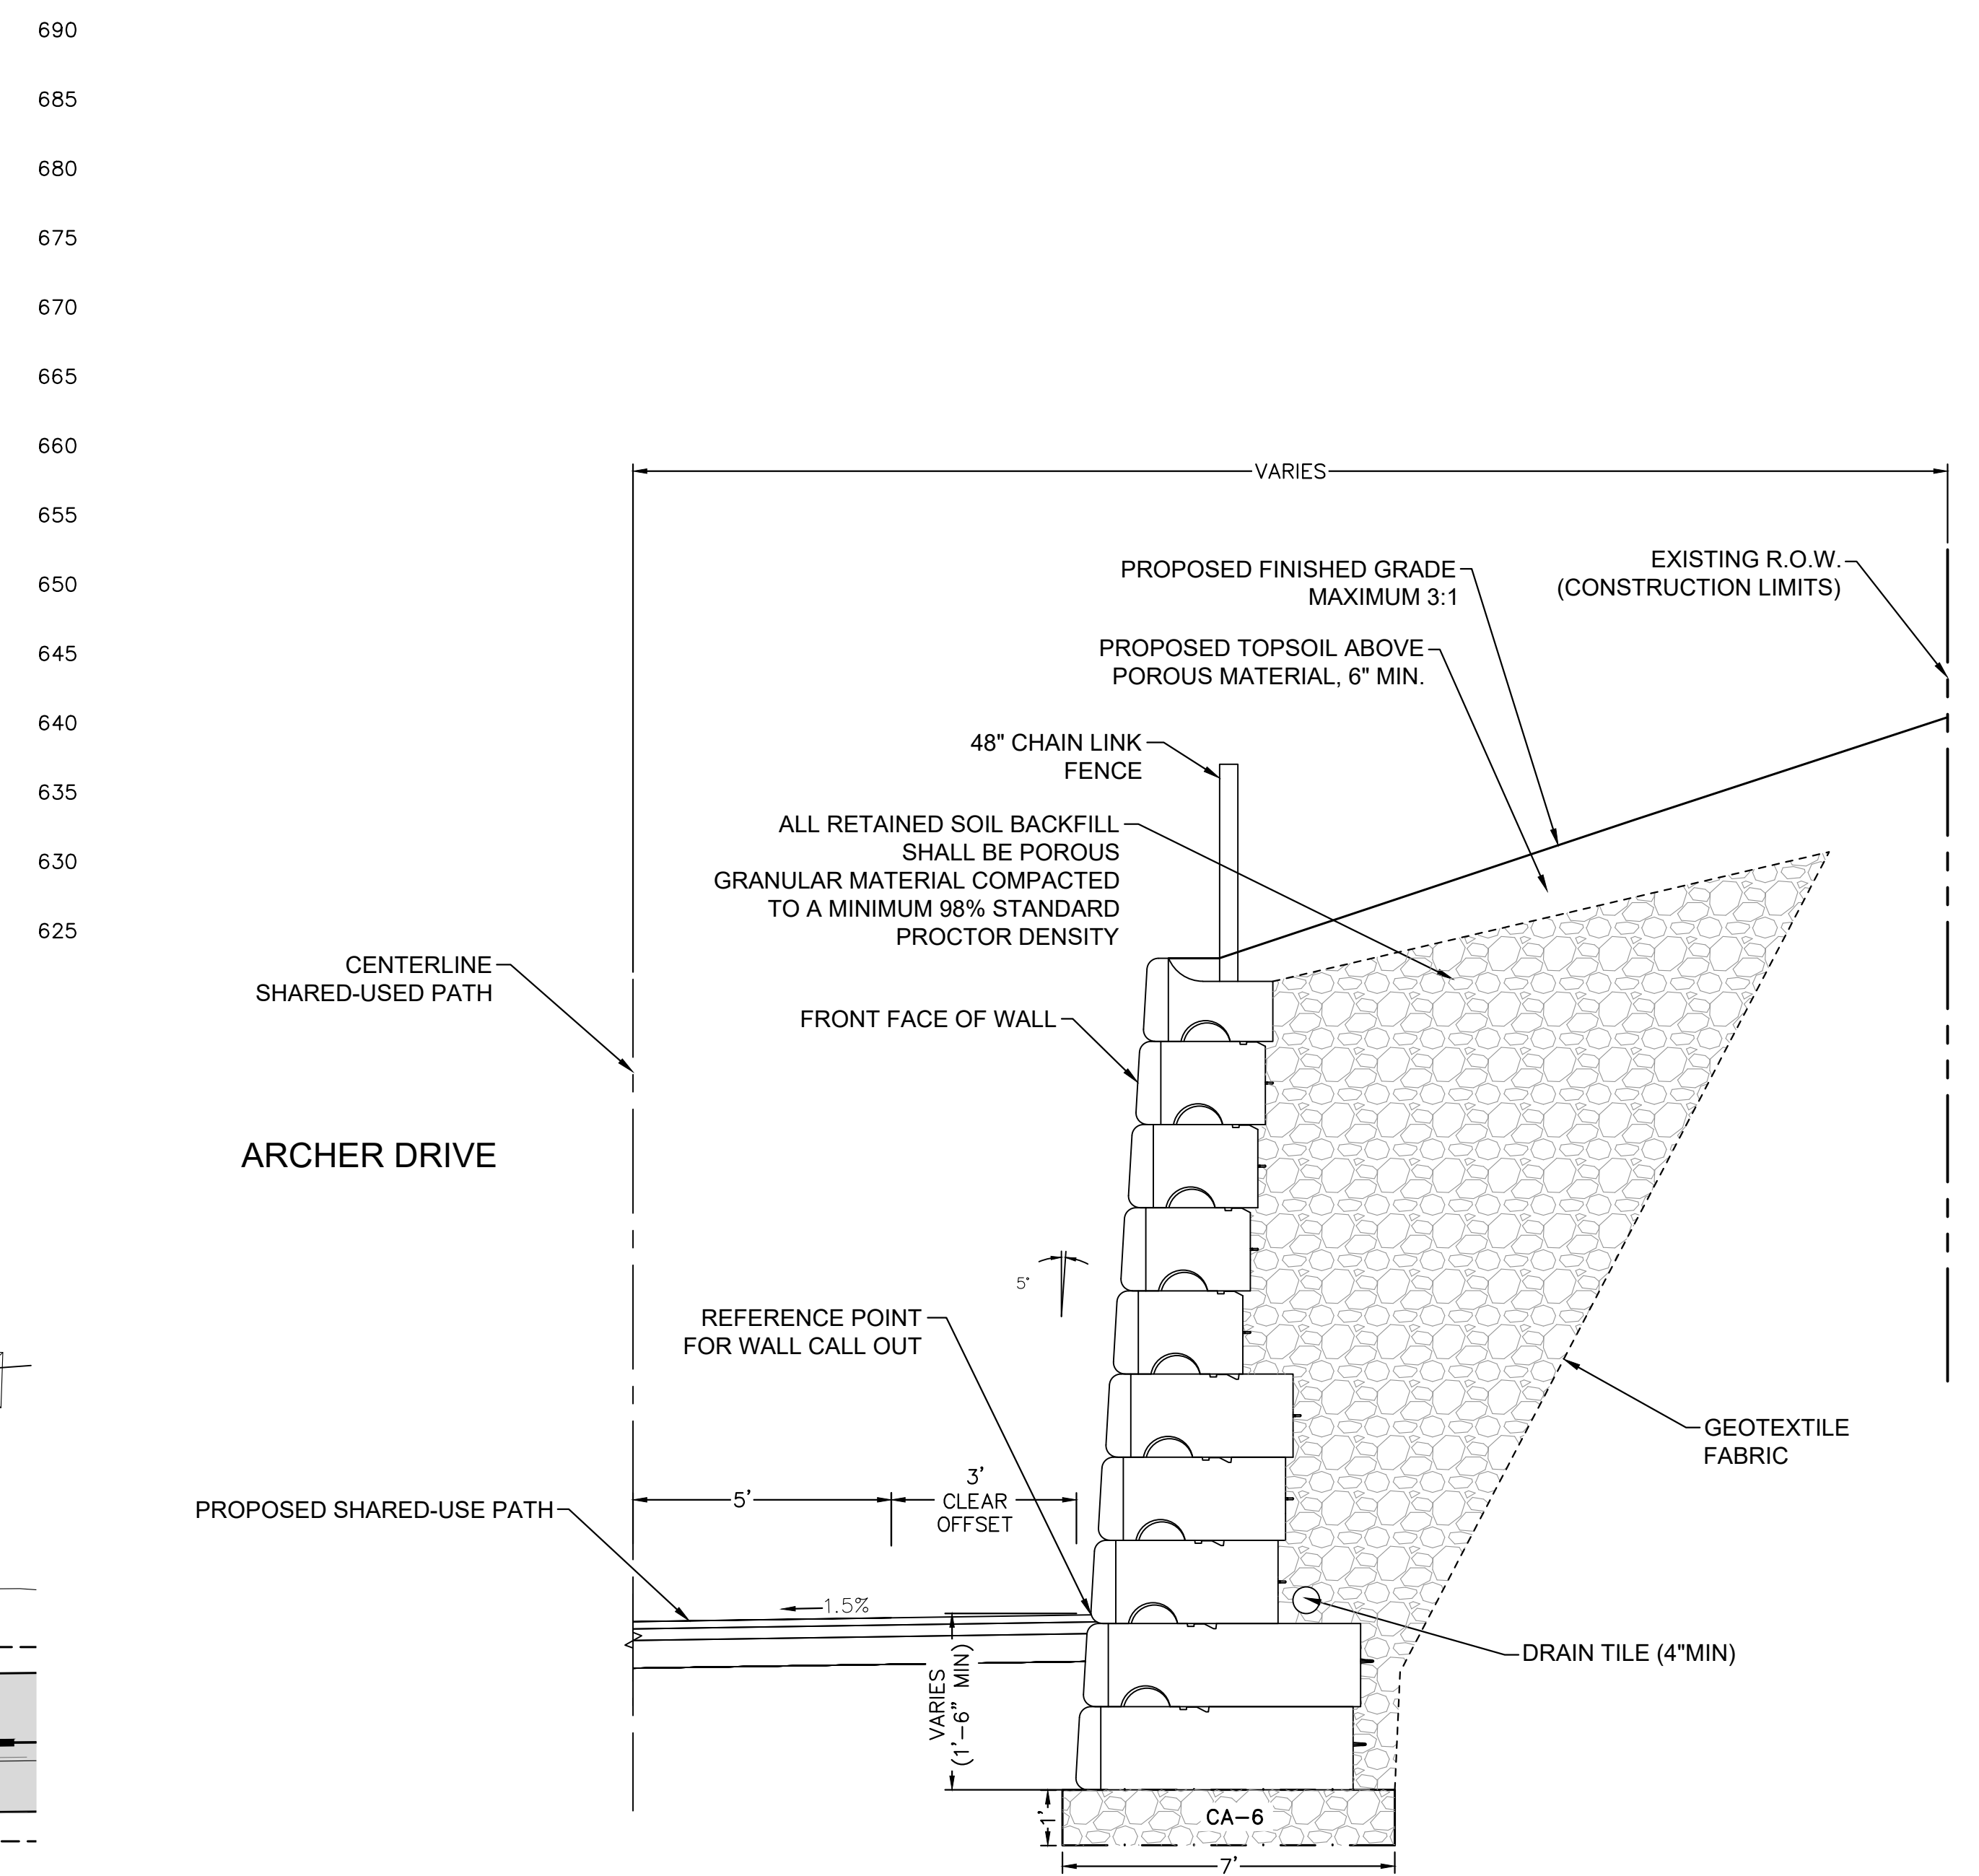 690
685
680
675
670
665
660
655
650
645
640
635
630
625
VARIES
PROPOSED FINISHED GRADE
MAXIMUM 3:1
EXISTING R.O.W.
(CONSTRUCTION LIMITS)
PROPOSED TOPSOIL ABOVE
POROUS MATERIAL, 6" MIN.
48" CHAIN LINK
FENCE
ALL RETAINED SOIL BACKFILL
SHALL BE POROUS
GRANULAR MATERIAL COMPACTED
TO A MINIMUM 98% STANDARD
PROCTOR DENSITY
CENTERLINE
SHARED-USED PATH
FRONT FACE OF WALL
ARCHER DRIVE
5°
REFERENCE POINT
FOR WALL CALL OUT
GEOTEXTILE
FABRIC
PROPOSED SHARED-USE PATH
5'
3'
CLEAR
OFFSET
1.5%
VARIES
(1'-6" MIN)
DRAIN TILE (4"MIN)
CA-6
1'
7'